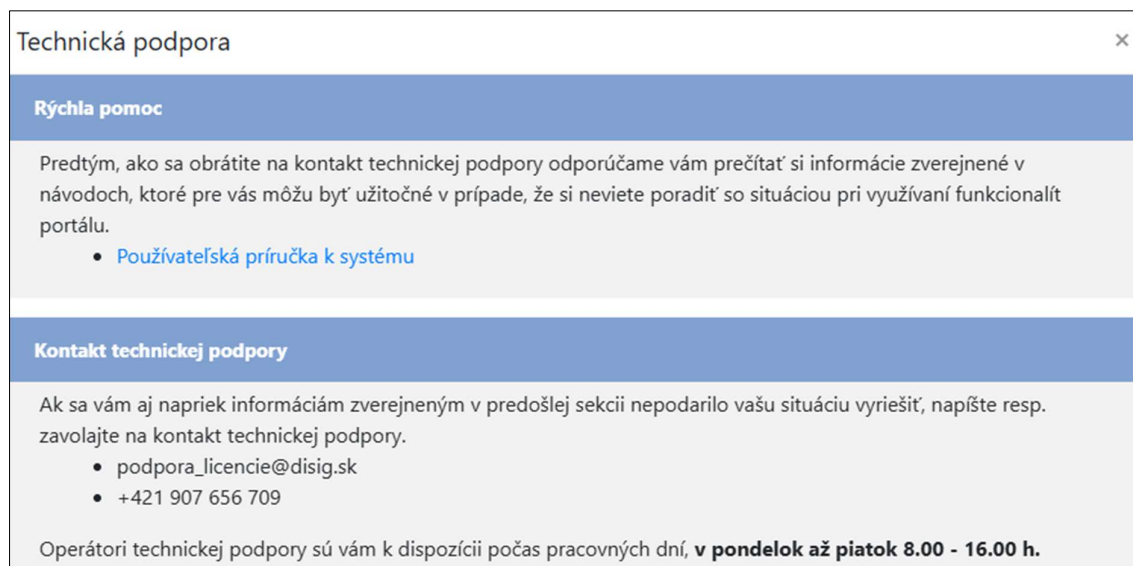 Technická podpora
×
Rýchla pomoc
Predtým, ako sa obrátite na kontakt technickej podpory odporúčame vám prečítať si informácie zverejnené v
návodoch, ktoré pre vás môžu byť užitočné v prípade, že si neviete poradiť so situáciou pri využívaní funkcionalít
portálu.
• Používateľská príručka k systému
Kontakt technickej podpory
Ak sa vám aj napriek informáciám zverejneným v predošlej sekcii nepodarilo vašu situáciu vyriešiť, napíšte resp.
zavolajte na kontakt technickej podpory.
• podpora_licencie@disig.sk
• +421 907 656 709
Operátori technickej podpory sú vám k dispozícii počas pracovných dní, v pondelok až piatok 8.00 - 16.00 h.